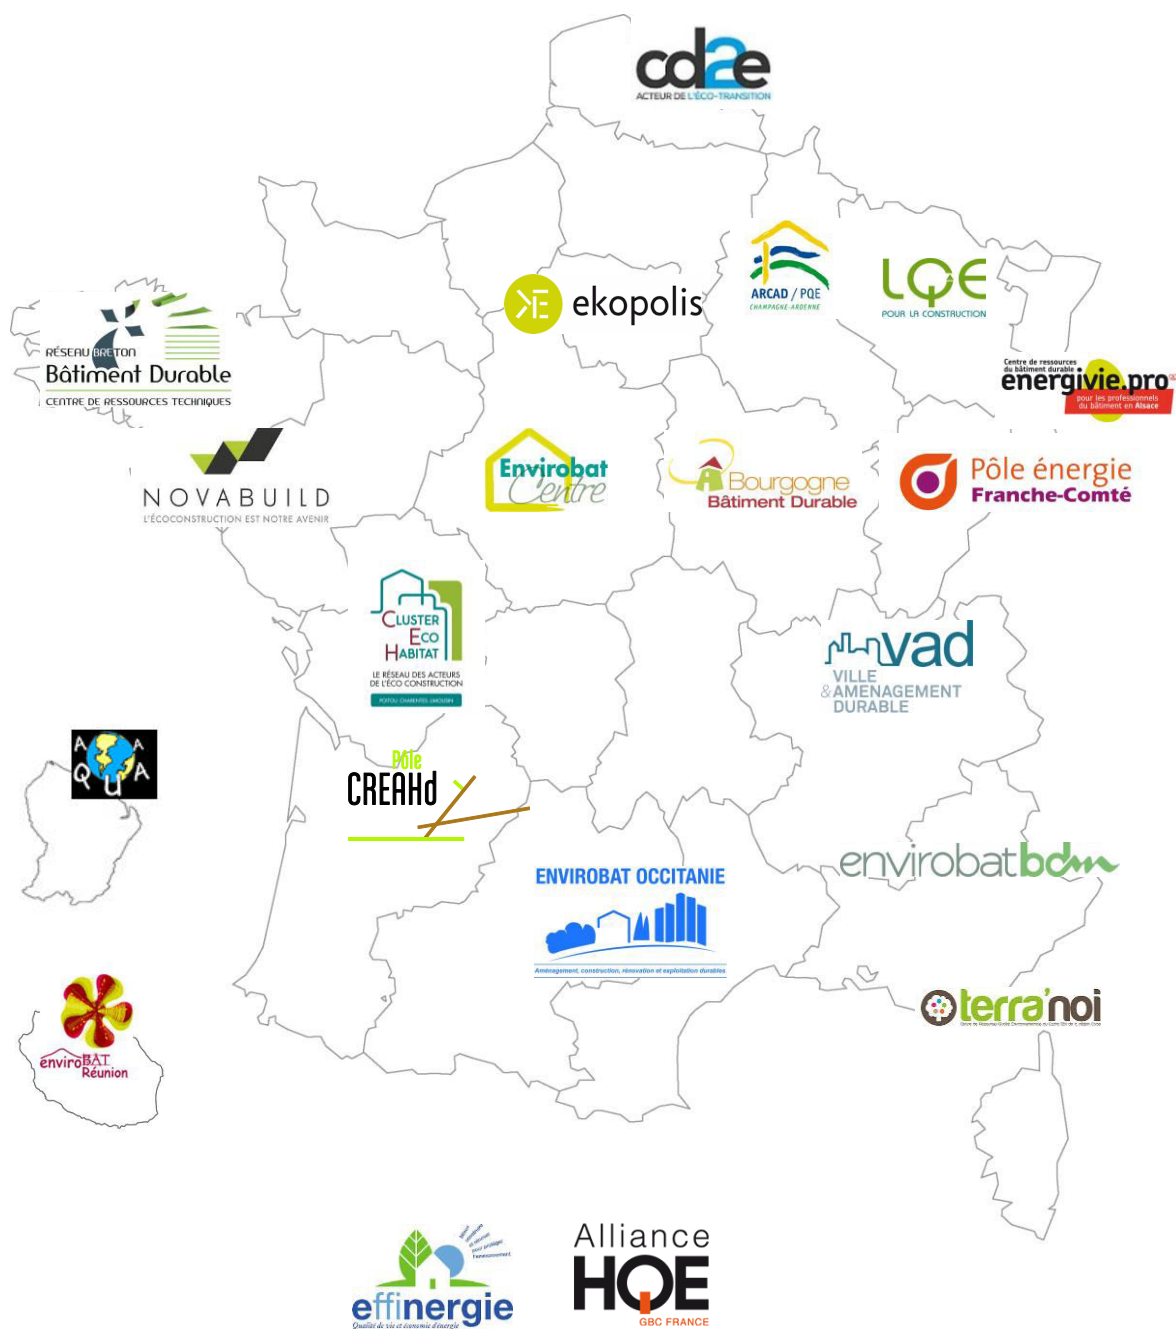 cd2e
ACTEUR DE L'ÉCO-TRANSITION
ARCAD / PQE
CHAMPAGNE-ARDENNE
LQE
POUR LA CONSTRUCTION
ekopolis
RÉSEAU BRETON
Bâtiment Durable
CENTRE DE RESSOURCES TECHNIQUES
Centre de ressources
du bâtiment durable
energivie.pro
pour les professionnels
du bâtiment en Alsace
NOVABUILD
L'ÉCOCONSTRUCTION EST NOTRE AVENIR
Envirobat
Centre
Bourgogne
Bâtiment Durable
Pôle énergie
Franche-Comté
CLUSTER
ECO
HABITAT
LE RÉSEAU DES ACTEURS
DE L'ÉCO CONSTRUCTION
POITOU CHARENTES LIMOUSIN
vad
VILLE
& AMENAGEMENT
DURABLE
A A
Q U A
Pôle
CREAHd
envirobatbdm
ENVIROBAT OCCITANIE
Aménagement, construction, rénovation et exploitation durables
terra'noi
enviroBAT
Réunion
effinergie
Qualité de vie et économie d'énergie
Alliance
HQE
GBC FRANCE